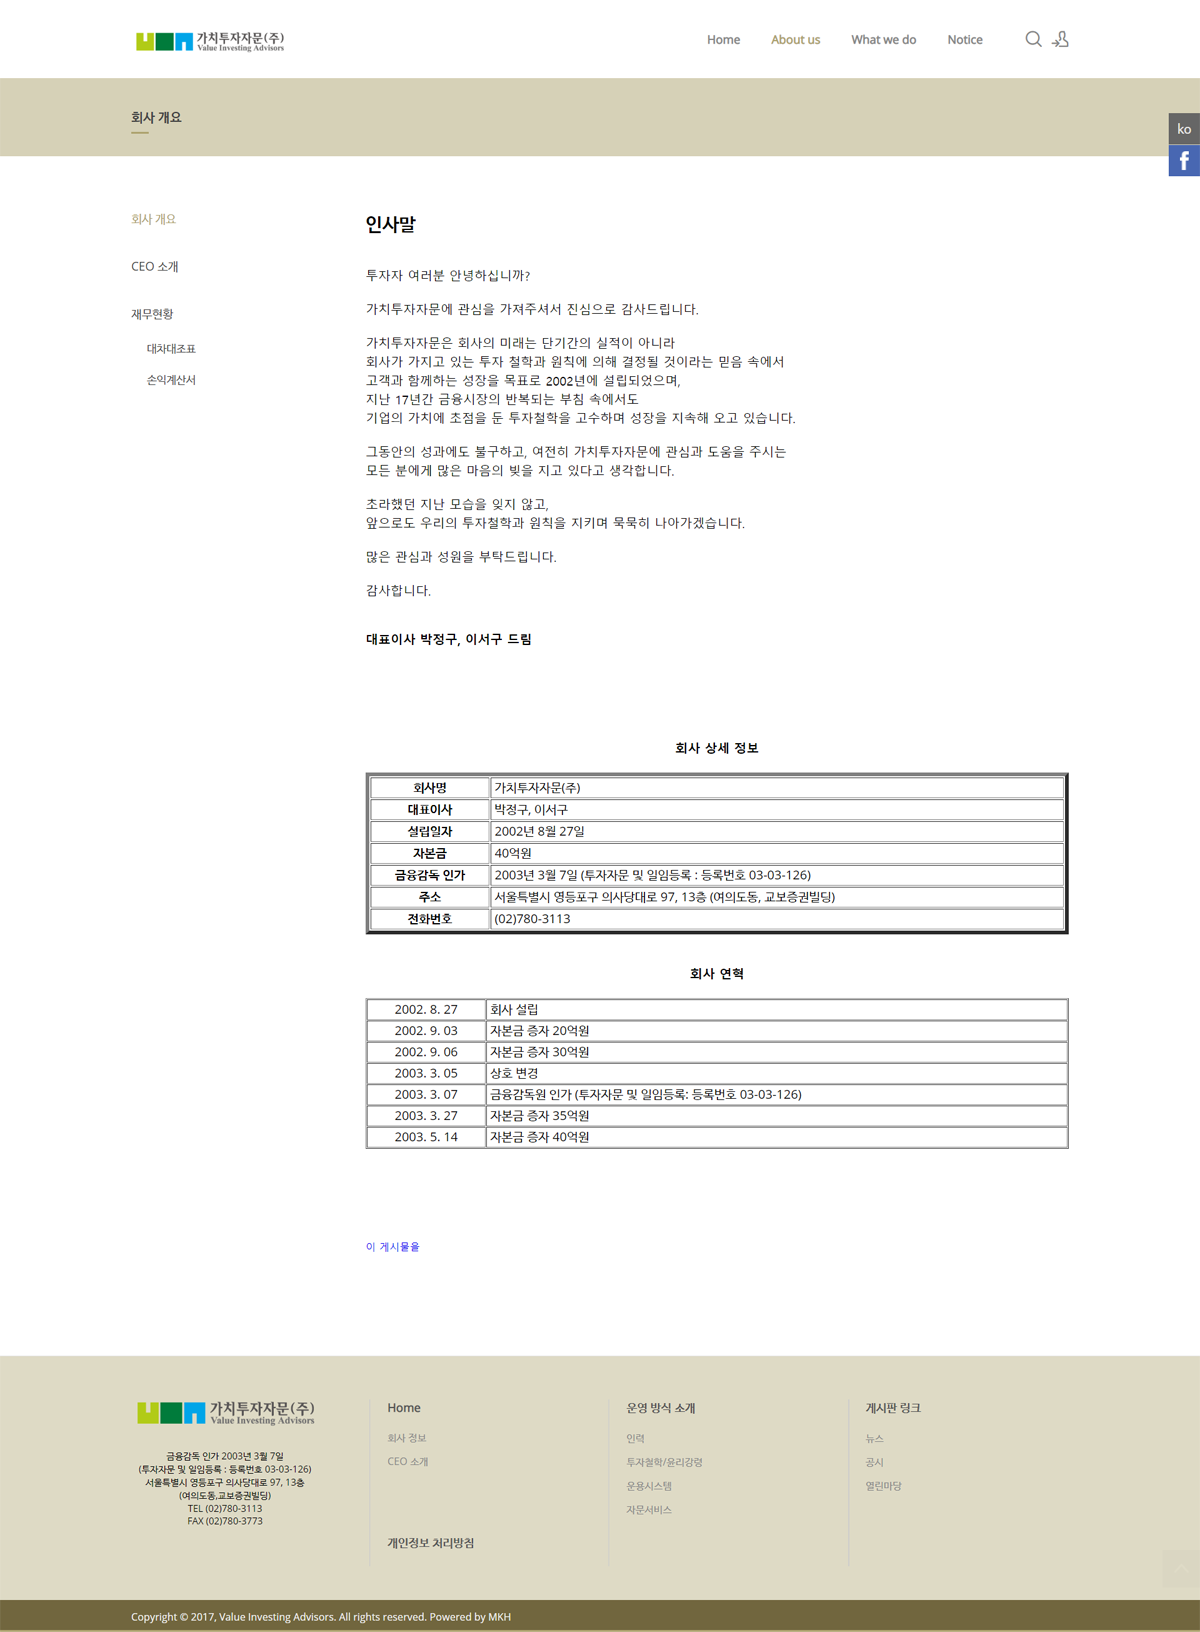 가치투자자문(주)
Value Investing Advisors
Home About us What we do Notice
회사 개요
ko
f
회사 개요
CEO 소개
재무현황
대차대조표
손익계산서
인사말
투자자 여러분 안녕하십니까?
가치투자자문에 관심을 가져주셔서 진심으로 감사드립니다.
가치투자자문은 회사의 미래는 단기간의 실적이 아니라
회사가 가지고 있는 투자 철학과 원칙에 의해 결정될 것이라는 믿음 속에서
고객과 함께하는 성장을 목표로 2002년에 설립되었으며,
지난 17년간 금융시장의 반복되는 부침 속에서도
기업의 가치에 초점을 둔 투자철학을 고수하며 성장을 지속해 오고 있습니다.
그동안의 성과에도 불구하고, 여전히 가치투자자문에 관심과 도움을 주시는
모든 분에게 많은 마음의 빚을 지고 있다고 생각합니다.
초라했던 지난 모습을 잊지 않고,
앞으로도 우리의 투자철학과 원칙을 지키며 묵묵히 나아가겠습니다.
많은 관심과 성원을 부탁드립니다.
감사합니다.
대표이사 박정구, 이서구 드림
회사 상세 정보
회사명 가치투자자문(주)
대표이사 박정구, 이서구
설립일자 2002년 8월 27일
자본금 40억원
금융감독 인가 2003년 3월 7일 (투자자문 및 일임등록 : 등록번호 03-03-126)
주소 서울특별시 영등포구 의사당대로 97, 13층 (여의도동, 교보증권빌딩)
전화번호 (02)780-3113
회사 연혁
2002. 8. 27 회사 설립
2002. 9. 03 자본금 증자 20억원
2002. 9. 06 자본금 증자 30억원
2003. 3. 05 상호 변경
2003. 3. 07 금융감독원 인가 (투자자문 및 일임등록: 등록번호 03-03-126)
2003. 3. 27 자본금 증자 35억원
2003. 5. 14 자본금 증자 40억원
이 게시물을
가치투자자문(주)
Value Investing Advisors
금융감독 인가 2003년 3월 7일
(투자자문 및 일임등록 : 등록번호 03-03-126)
서울특별시 영등포구 의사당대로 97, 13층
(여의도동,교보증권빌딩)
TEL (02)780-3113
FAX (02)780-3773
Home
회사 정보
CEO 소개
개인정보 처리방침
운영 방식 소개
인력
투자철학/윤리강령
운용시스템
자문서비스
게시판 링크
뉴스
공시
열린마당
Copyright © 2017, Value Investing Advisors. All rights reserved. Powered by MKH